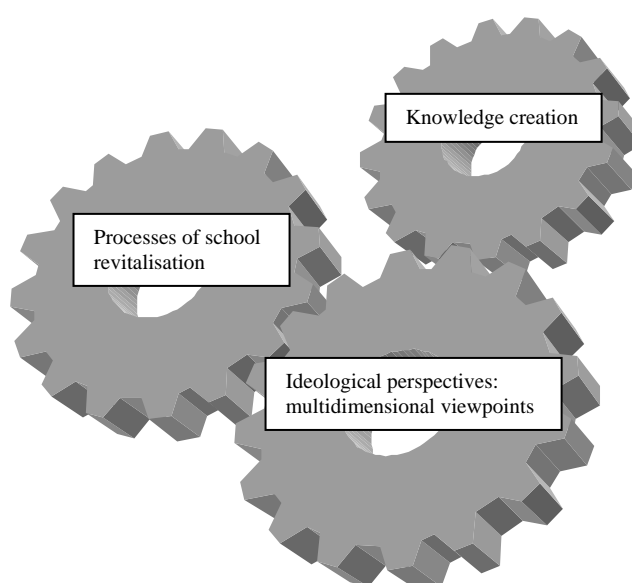 Knowledge creation
Processes of school
revitalisation
Ideological perspectives:
multidimensional viewpoints